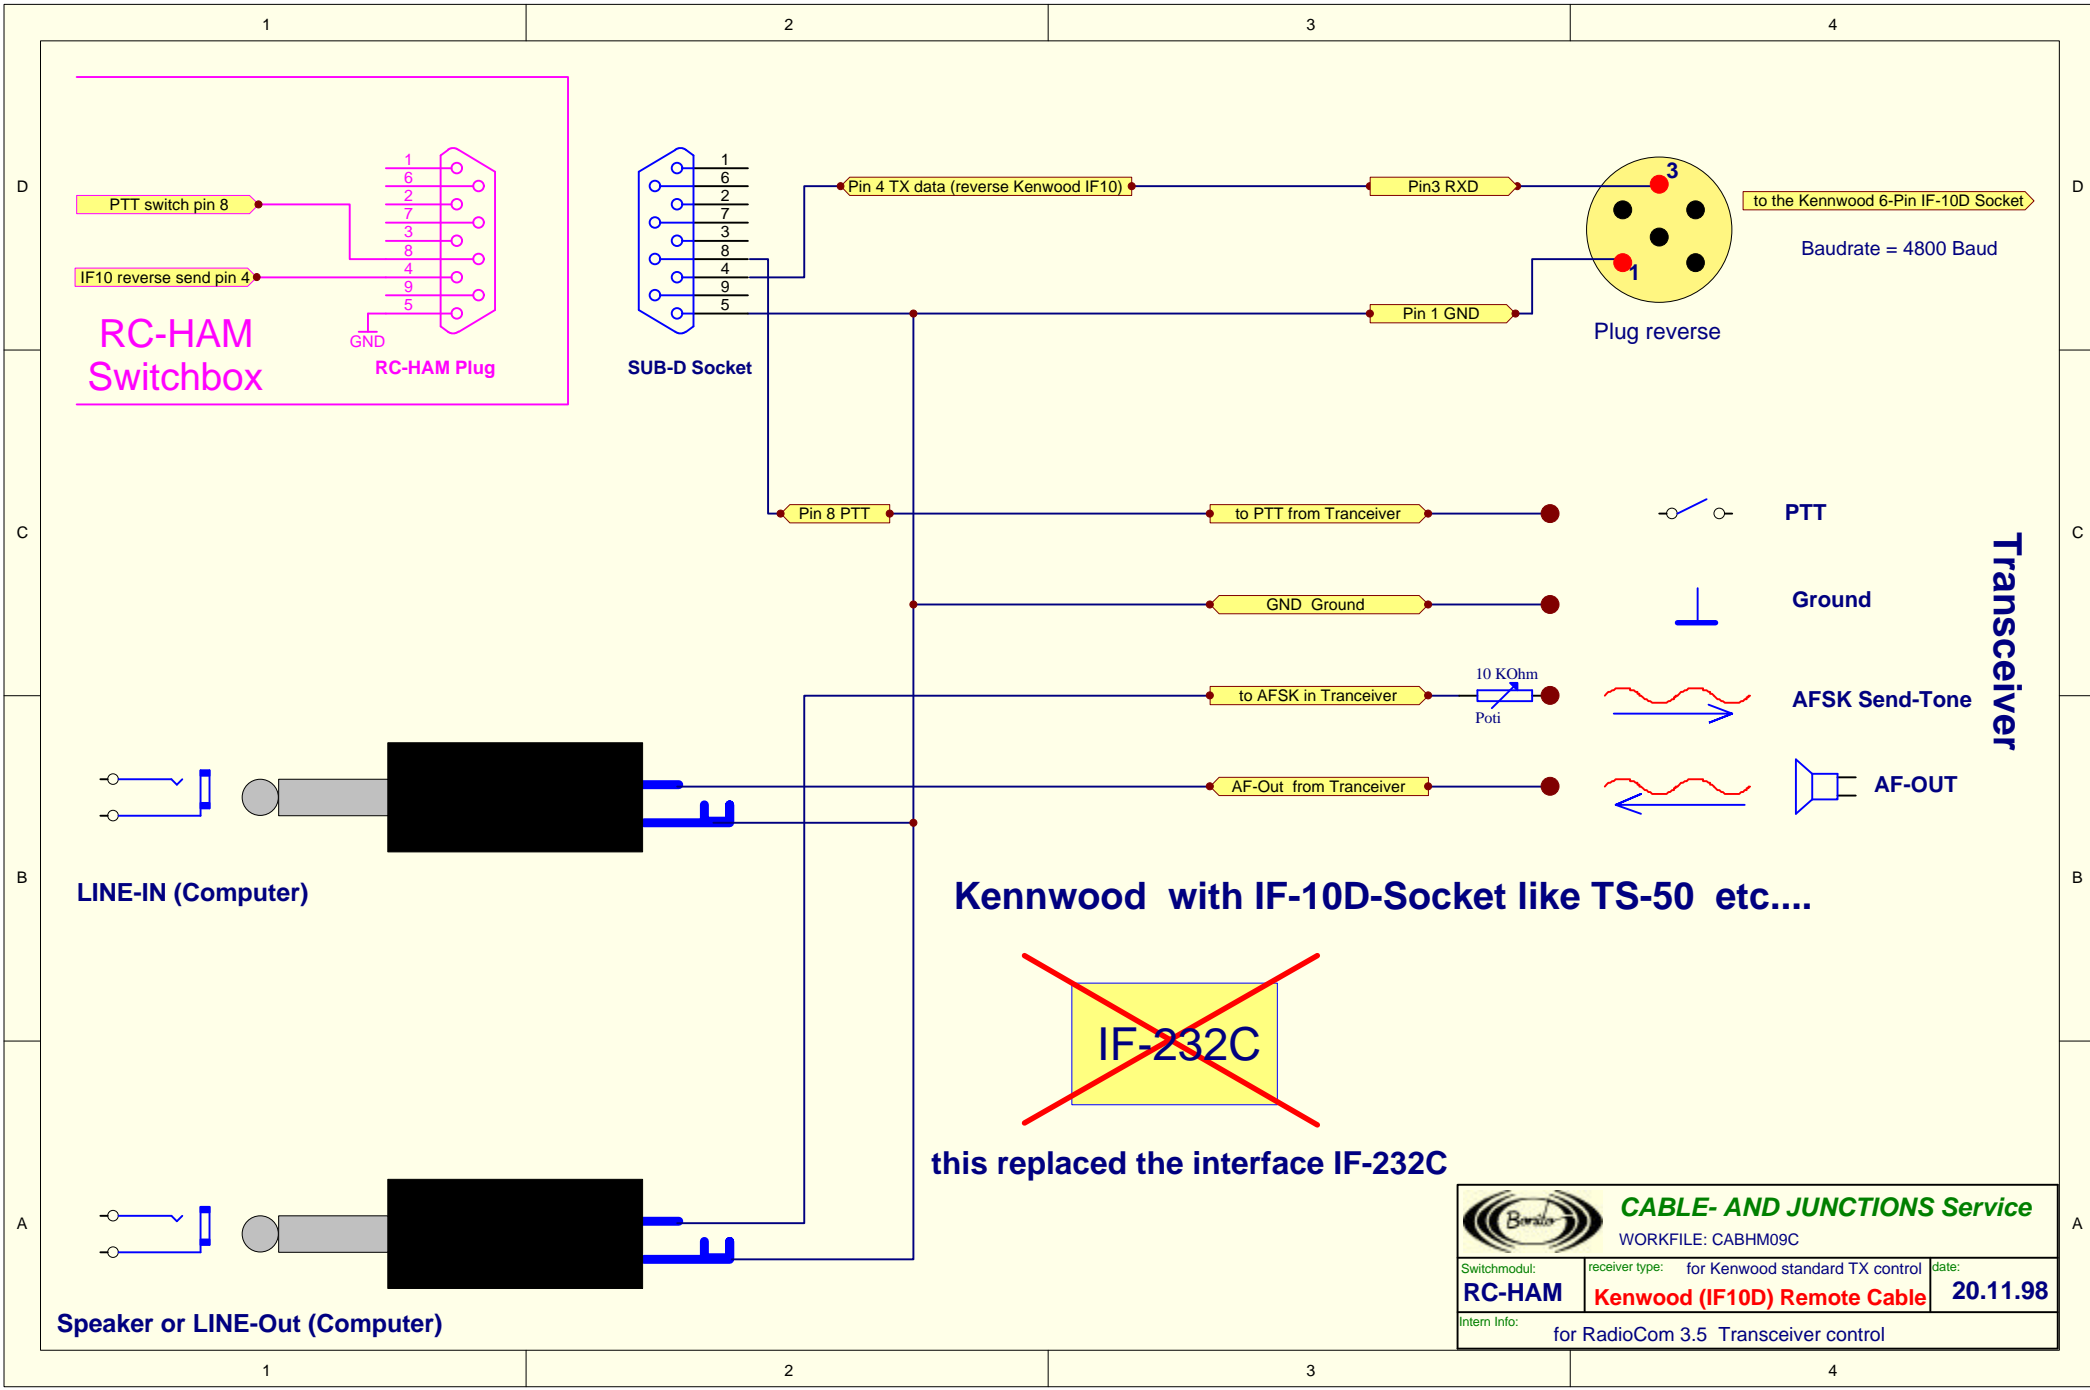 1 2 3 4
D
D
C
C
B
B
A
A
PTT switch pin 8
IF10 reverse send pin 4
1
6
2
7
3
8
4
9
5
GND
RC-HAM
Switchbox
RC-HAM Plug
1
6
2
7
3
8
4
9
5
SUB-D Socket
Pin 4 TX data (reverse Kenwood IF10)
Pin3 RXD
3
1
to the Kennwood 6-Pin IF-10D Socket
Baudrate = 4800 Baud
Pin 1 GND
Plug reverse
Pin 8 PTT
to PTT from Tranceiver
PTT
GND Ground
Ground
Transceiver
to AFSK in Tranceiver
10 KOhm
Poti
AFSK Send-Tone
AF-Out from Tranceiver
AF-OUT
LINE-IN (Computer)
Kennwood with IF-10D-Socket like TS-50 etc....
IF-232C
this replaced the interface IF-232C
Speaker or LINE-Out (Computer)
Bonito
CABLE- AND JUNCTIONS Service
WORKFILE: CABHM09C
Switchmodul:
RC-HAM
receiver type: for Kenwood standard TX control
Kenwood (IF10D) Remote Cable
date:
20.11.98
Intern Info:
for RadioCom 3.5 Transceiver control
1 2 3 4